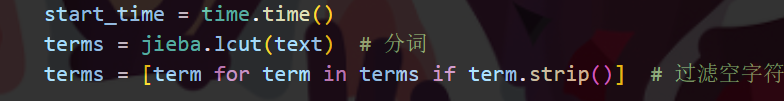 start_time = time.time()
terms = jieba.lcut(text)  # 分词
terms = [term for term in terms if term.strip()]  # 过滤空字符